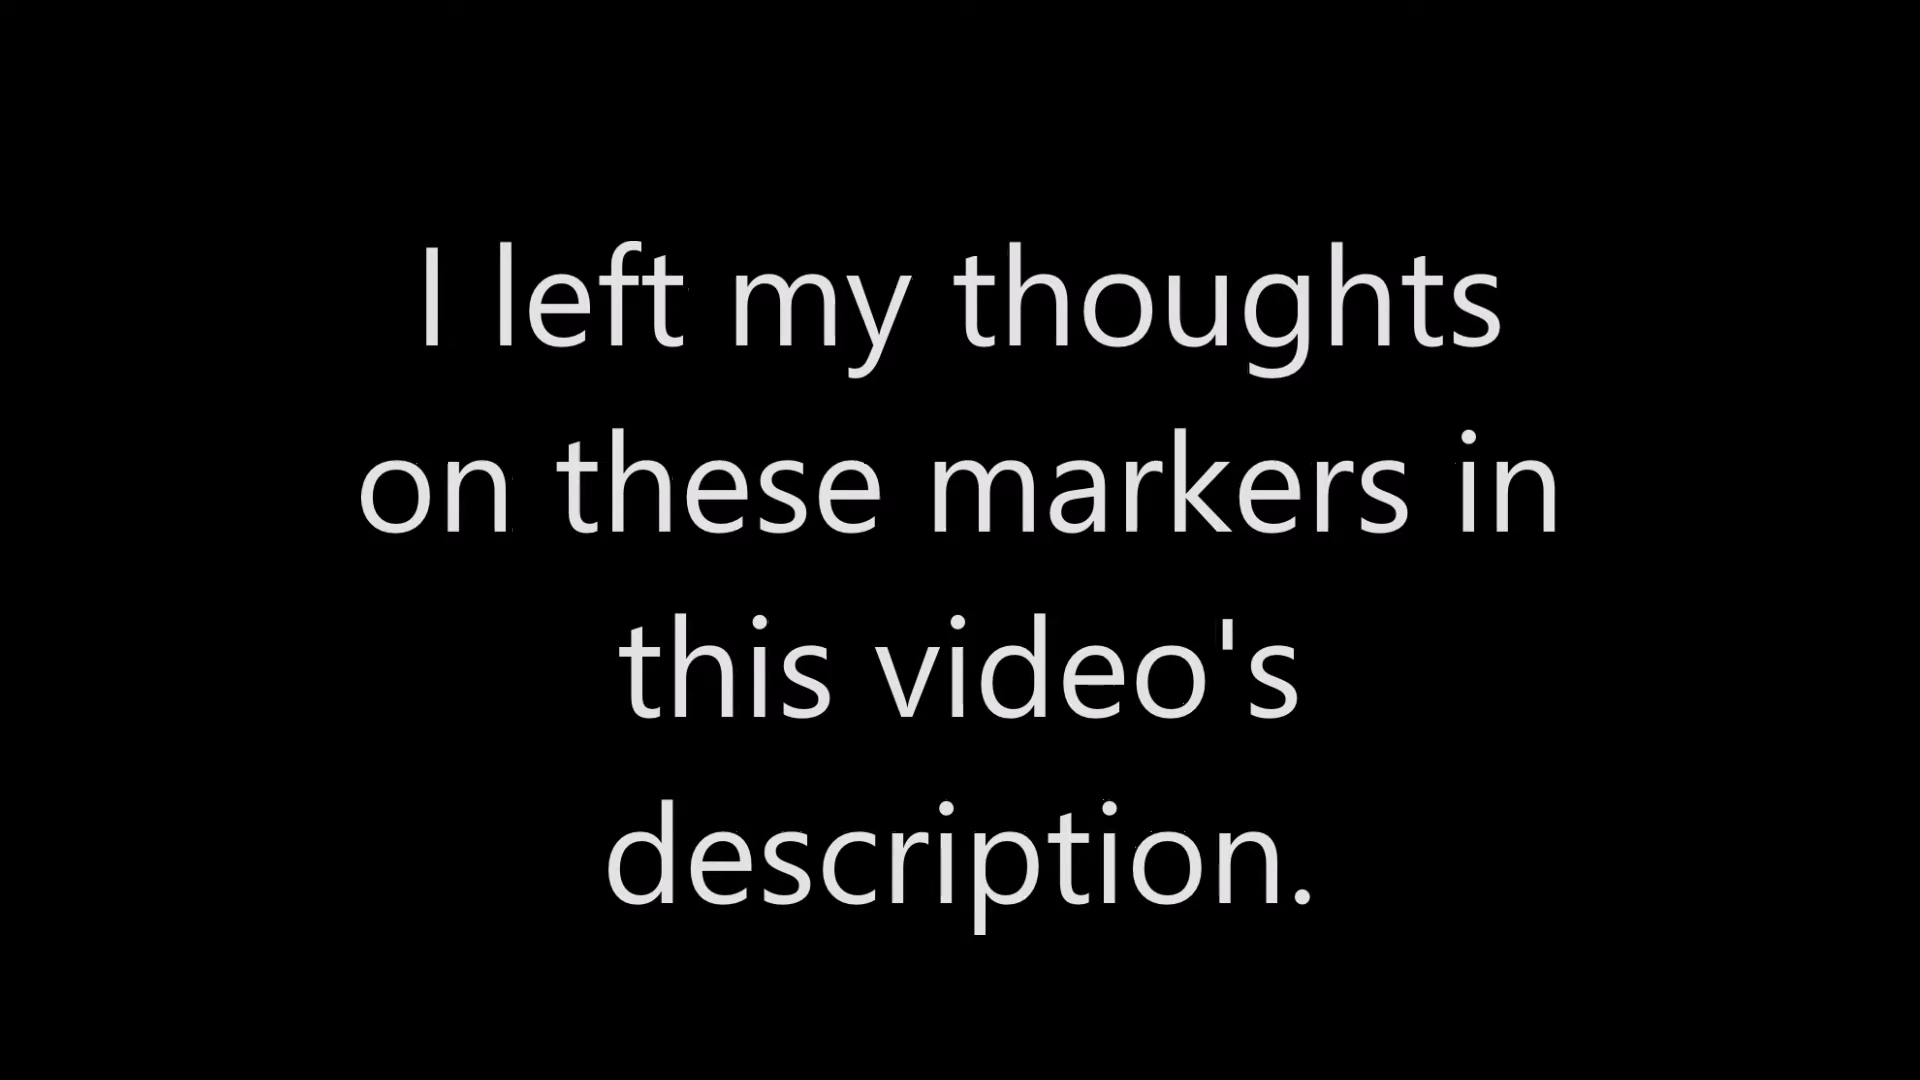 I left my thoughts
on these markers in
this video's
description.